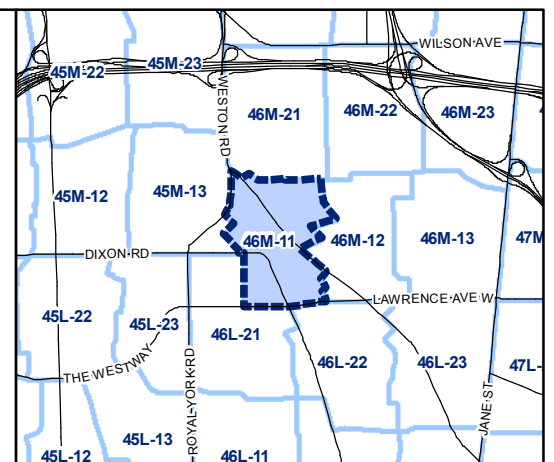 WILSON AVE
45M-22
45M-23
WESTON RD
46M-21
46M-22
46M-23
45M-12
45M-13
46M-11
46M-12
46M-13
47M
DIXON RD
LAWRENCE AVE W
45L-22
45L-23
46L-21
46L-22
46L-23
47L-
THE WESTWAY
ROYAL YORK RD
JANE ST
45L-12
45L-13
46L-11